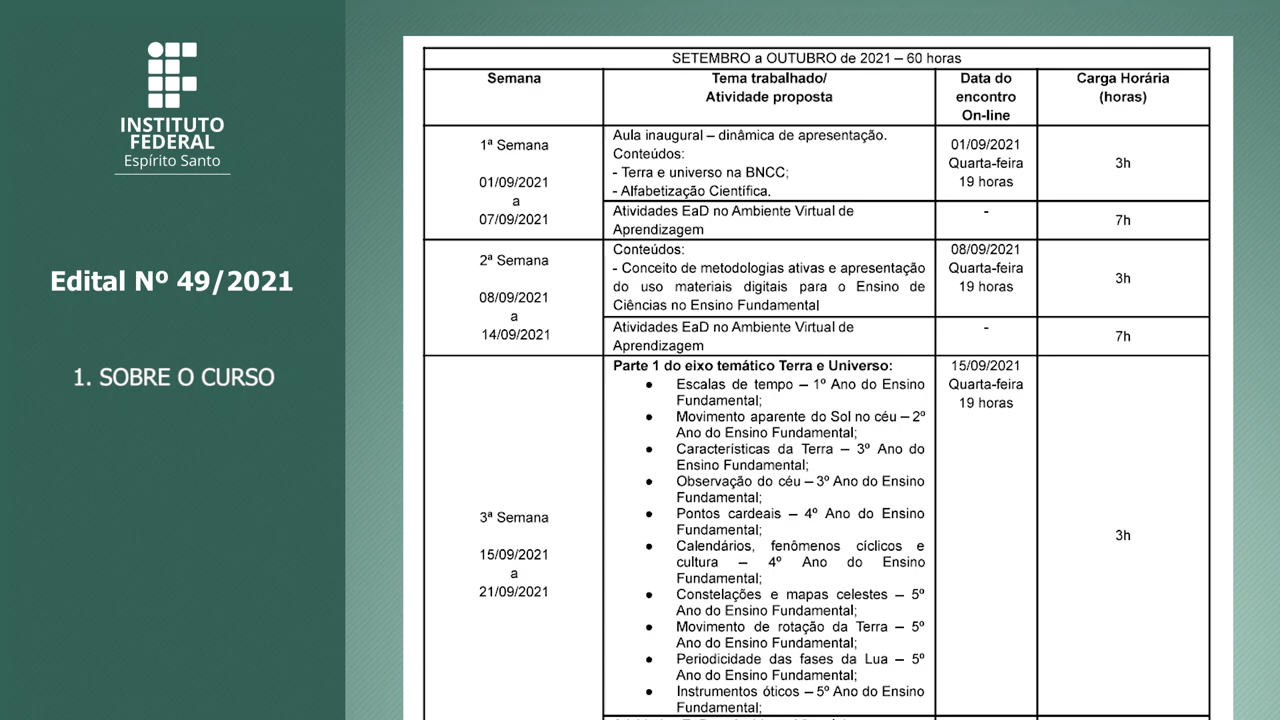 INSTITUTO
FEDERAL
Espírito Santo
Edital Nº 49/2021
1. SOBRE O CURSO
SETEMBRO a OUTUBRO de 2021 – 60 horas
Semana
Tema trabalhado/
Atividade proposta
Data do
encontro
On-line
Carga Horária
(horas)
1ª Semana
01/09/2021
a
07/09/2021
Aula inaugural – dinâmica de apresentação.
Conteúdos:
- Terra e universo na BNCC;
- Alfabetização Científica.
01/09/2021
Quarta-feira
19 horas
3h
Atividades EaD no Ambiente Virtual de
Aprendizagem
-
7h
2ª Semana
08/09/2021
a
14/09/2021
Conteúdos:
- Conceito de metodologias ativas e apresentação
do uso materiais digitais para o Ensino de
Ciências no Ensino Fundamental
08/09/2021
Quarta-feira
19 horas
3h
Atividades EaD no Ambiente Virtual de
Aprendizagem
-
7h
3ª Semana
15/09/2021
a
21/09/2021
Parte 1 do eixo temático Terra e Universo:
● Escalas de tempo – 1º Ano do Ensino
Fundamental;
● Movimento aparente do Sol no céu – 2º
Ano do Ensino Fundamental;
● Características da Terra – 3º Ano do
Ensino Fundamental;
● Observação do céu – 3º Ano do Ensino
Fundamental;
● Pontos cardeais – 4º Ano do Ensino
Fundamental;
● Calendários, fenômenos cíclicos e
cultura – 4º Ano do Ensino
Fundamental;
● Constelações e mapas celestes – 5º
Ano do Ensino Fundamental;
● Movimento de rotação da Terra – 5º
Ano do Ensino Fundamental;
● Periodicidade das fases da Lua – 5º
Ano do Ensino Fundamental;
● Instrumentos óticos – 5º Ano do Ensino
Fundamental;
15/09/2021
Quarta-feira
19 horas
3h